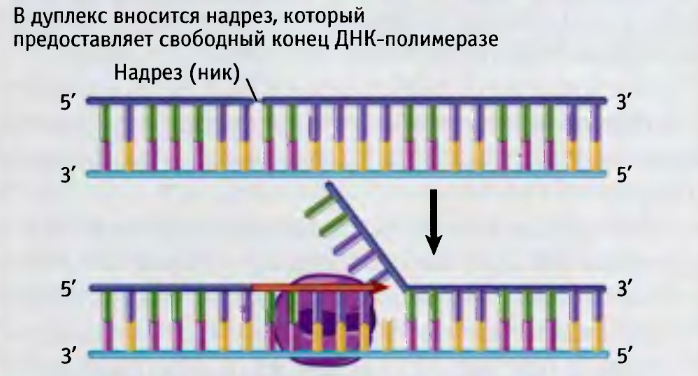 В дуплекс вносится надрез, который
предоставляет свободный конец ДНК-полимеразе
Надрез (ник)
5′ 3′
3′ 5′
5′ 3′
3′ 5′